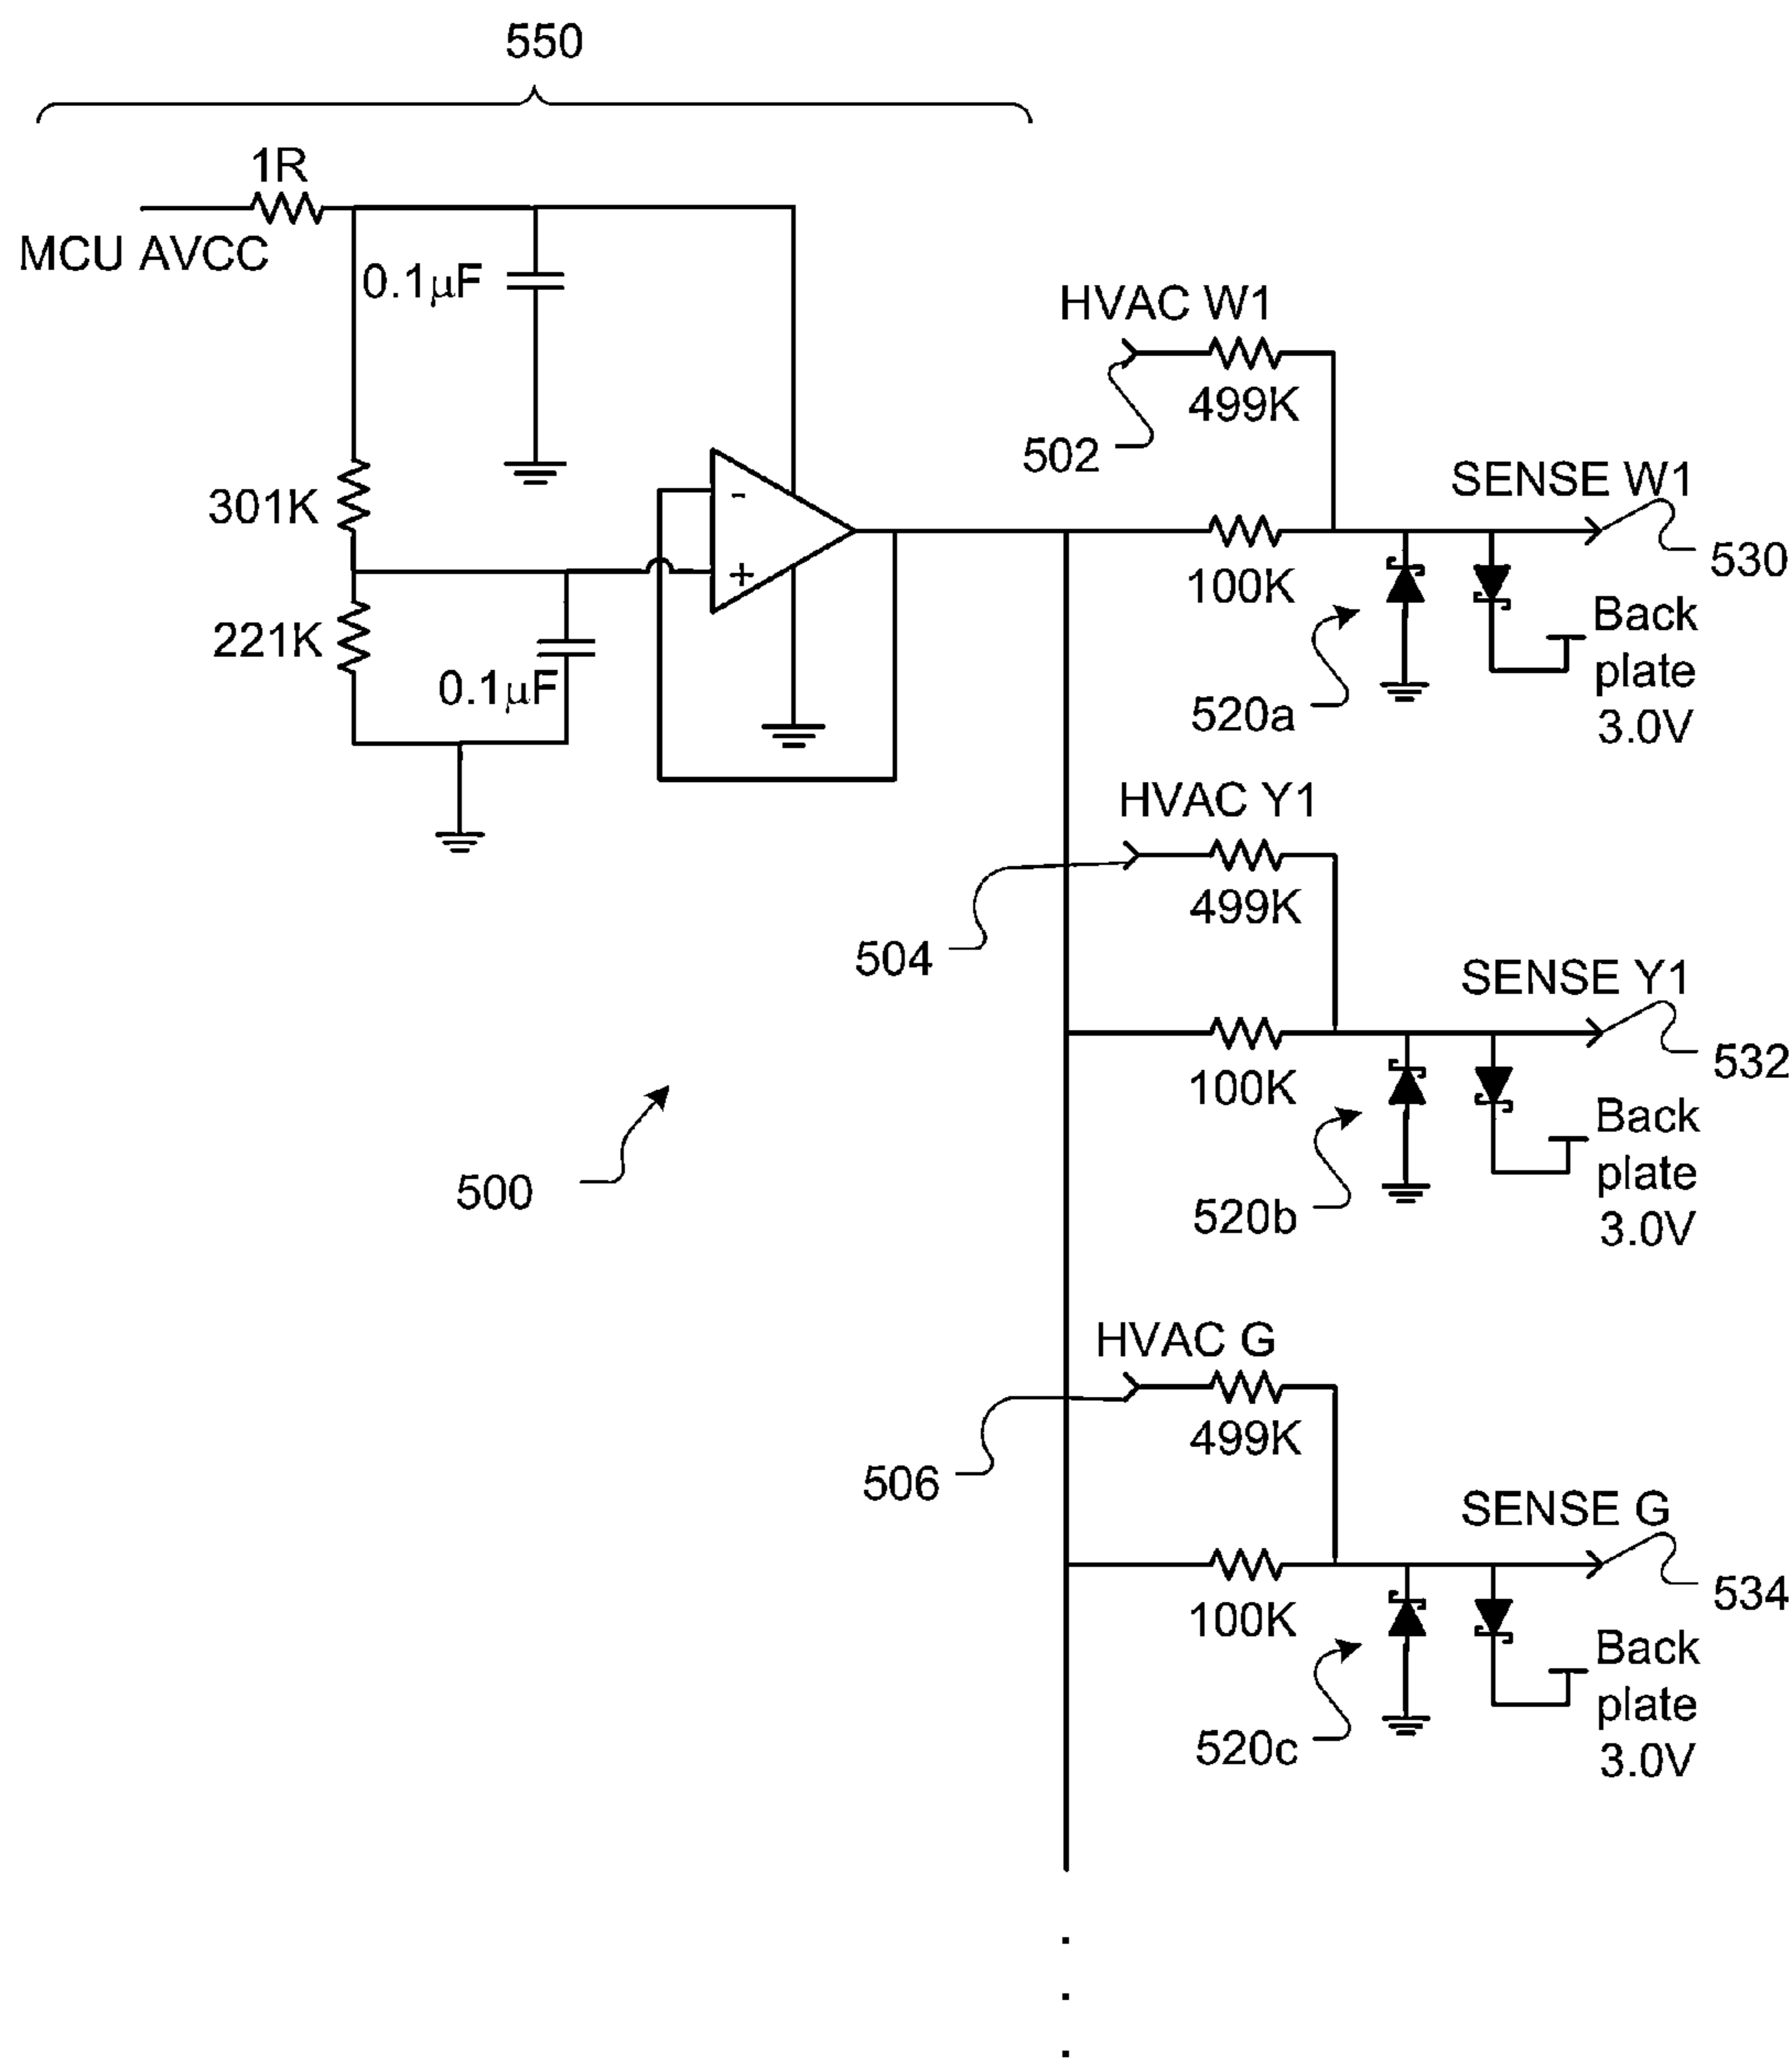 550
1R
MCU AVCC
0.1µF
HVAC W1
499K
502
301K
-
+
SENSE W1
530
100K
221K
0.1µF
520a
Back
plate
3.0V
HVAC Y1
499K
504
SENSE Y1
532
100K
500
520b
Back
plate
3.0V
HVAC G
499K
506
SENSE G
534
100K
520c
Back
plate
3.0V
.
.
.